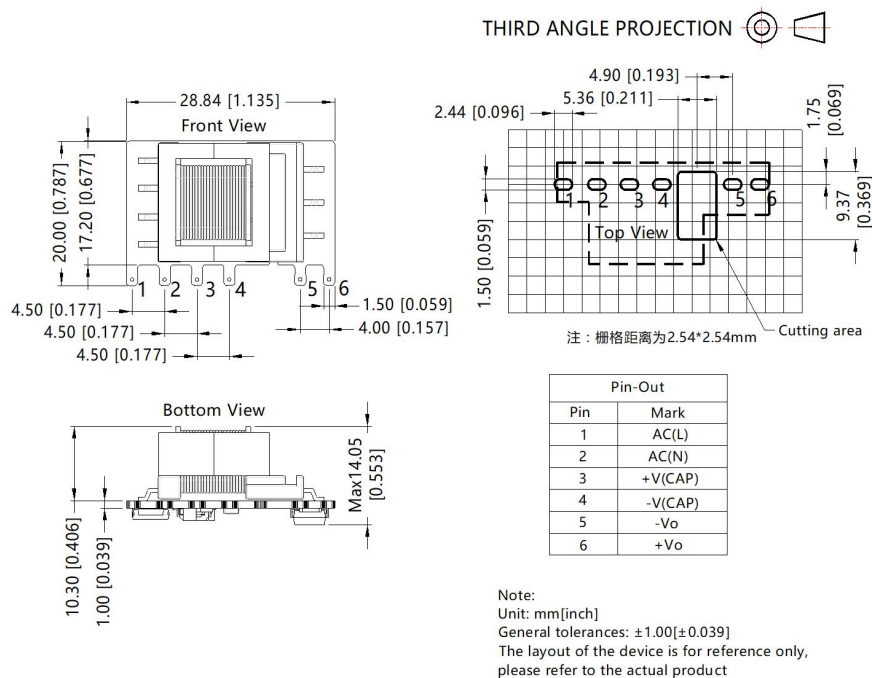 THIRD ANGLE PROJECTION
28.84 [1.135]
Front View
20.00 [0.787]
17.20 [0.677]
1 2 3 4 5 6
4.50 [0.177]
4.50 [0.177]
4.50 [0.177]
1.50 [0.059]
4.00 [0.157]
4.90 [0.193]
2.44 [0.096]
5.36 [0.211]
1.75
[0.069]
1 2 3 4 5 6
Top View
9.37
[0.369]
1.50 [0.059]
注：栅格距离为2.54*2.54mm
Cutting area
Bottom View
10.30 [0.406]
1.00 [0.039]
Max14.05
[0.553]
Pin-Out
Pin Mark
1 AC(L)
2 AC(N)
3 +V(CAP)
4 -V(CAP)
5 -Vo
6 +Vo
Note:
Unit: mm[inch]
General tolerances: ±1.00[±0.039]
The layout of the device is for reference only,
please refer to the actual product